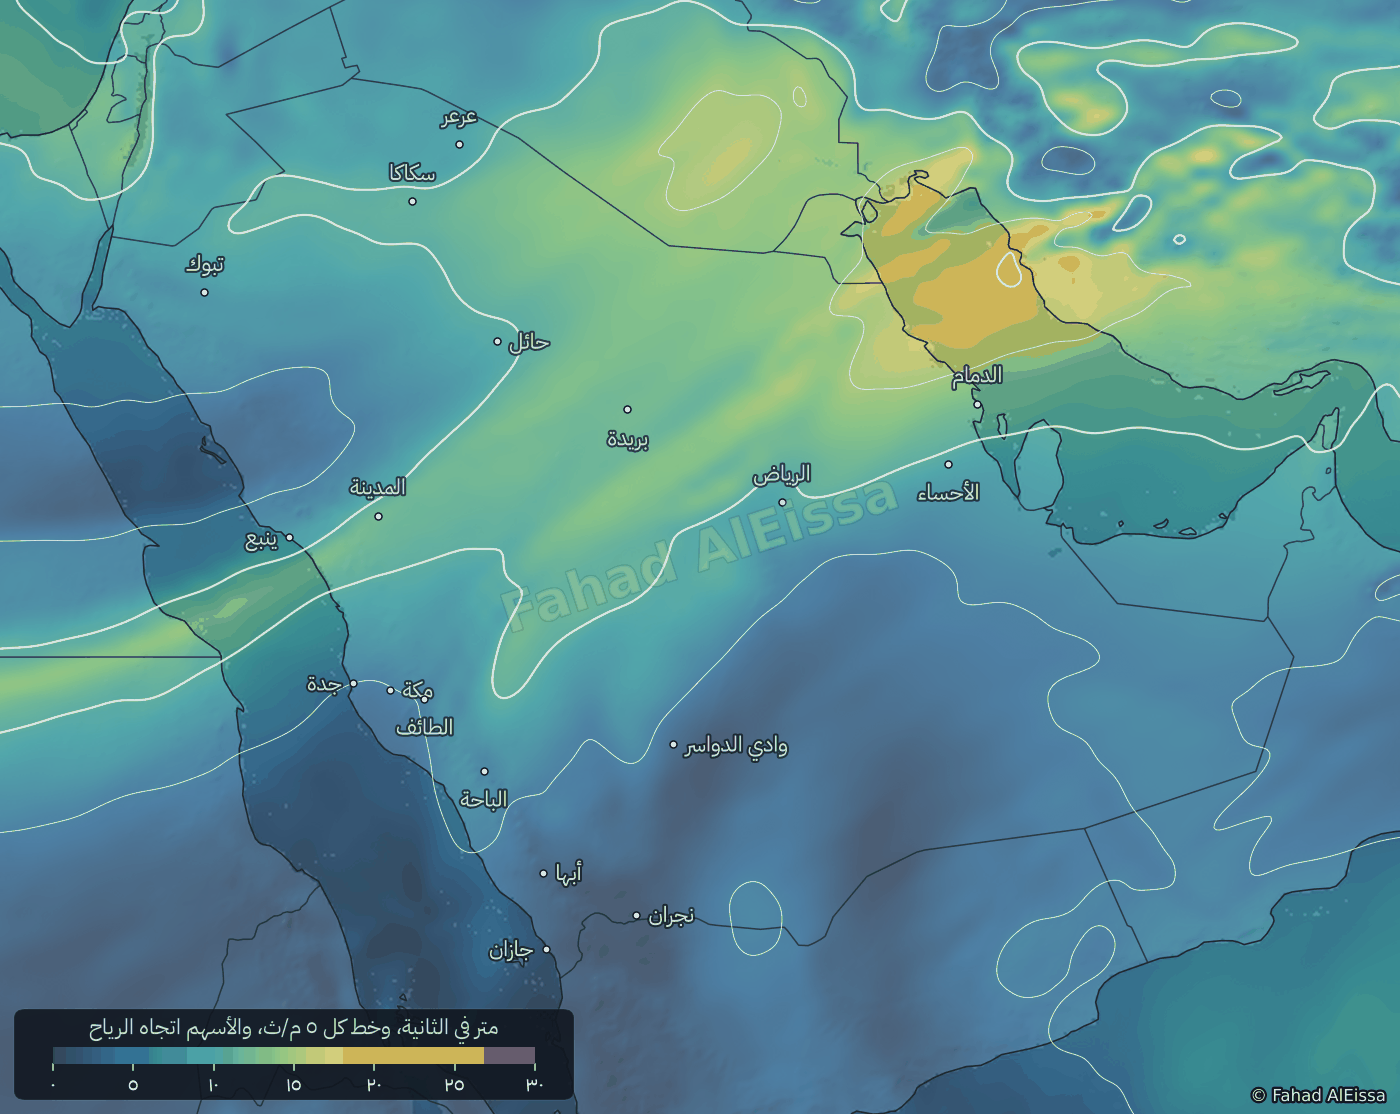 عرعر
سكاكا
تبوك
حائل
الدمام
بريدة
الرياض
الأحساء
المدينة
ينبع
Fahad AlEissa
جدة
مكة
الطائف
وادي الدواسر
الباحة
أبها
نجران
جازان
متر في الثانية، وخط كل ٥ م/ث، والأسهم اتجاه الرياح
٠ ٥ ١٠ ١٥ ٢٠ ٢٥ ٣٠
© Fahad AlEissa